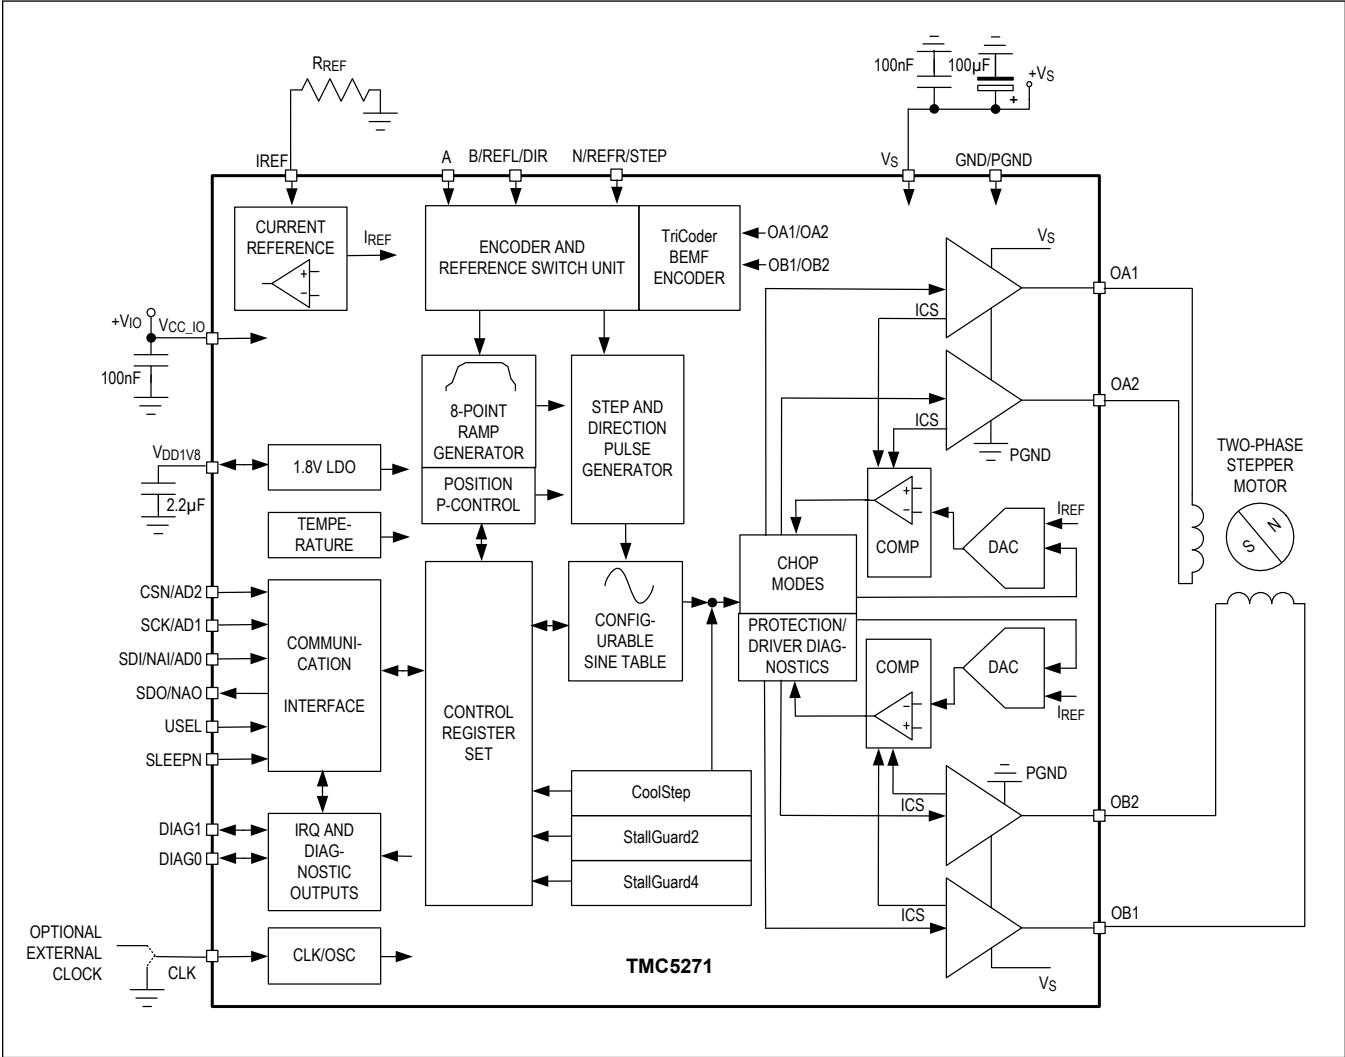 RREF
100nF
100µF
+VS
+
IREF
A
B/REFL/DIR
N/REFR/STEP
VS
GND/PGND
CURRENT
REFERENCE
+
−
IREF
ENCODER AND
REFERENCE SWITCH UNIT
TriCoder
BEMF
ENCODER
OA1/OA2
OB1/OB2
VS
OA1
ICS
+VIO
VCC_IO
100nF
8-POINT
RAMP
GENERATOR
POSITION
P-CONTROL
STEP AND
DIRECTION
PULSE
GENERATOR
OA2
ICS
PGND
VDD1V8
2.2µF
1.8V LDO
TEMPE-
RATURE
TWO-PHASE
STEPPER
MOTOR
S
N
+
−
COMP
DAC
IREF
CHOP
MODES
PROTECTION/
DRIVER DIAG-
NOSTICS
CSN/AD2
SCK/AD1
SDI/NAI/AD0
SDO/NAO
USEL
SLEEPN
COMMUNI-
CATION
INTERFACE
CONTROL
REGISTER
SET
CONFIG-
URABLE
SINE TABLE
COMP
−
+
DAC
IREF
CoolStep
StallGuard2
StallGuard4
PGND
ICS
OB2
DIAG1
DIAG0
IRQ AND
DIAG-
NOSTIC
OUTPUTS
ICS
OB1
VS
OPTIONAL
EXTERNAL
CLOCK
CLK
CLK/OSC
TMC5271